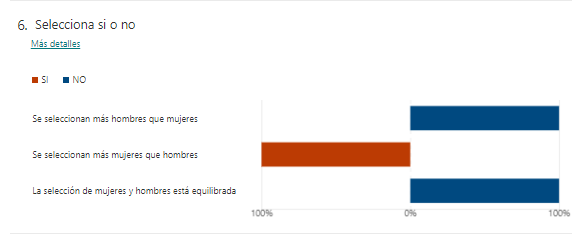 6. Selecciona si o no
Más detalles
SI NO
Se seleccionan más hombres que mujeres
Se seleccionan más mujeres que hombres
La selección de mujeres y hombres está equilibrada
100% 0% 100%